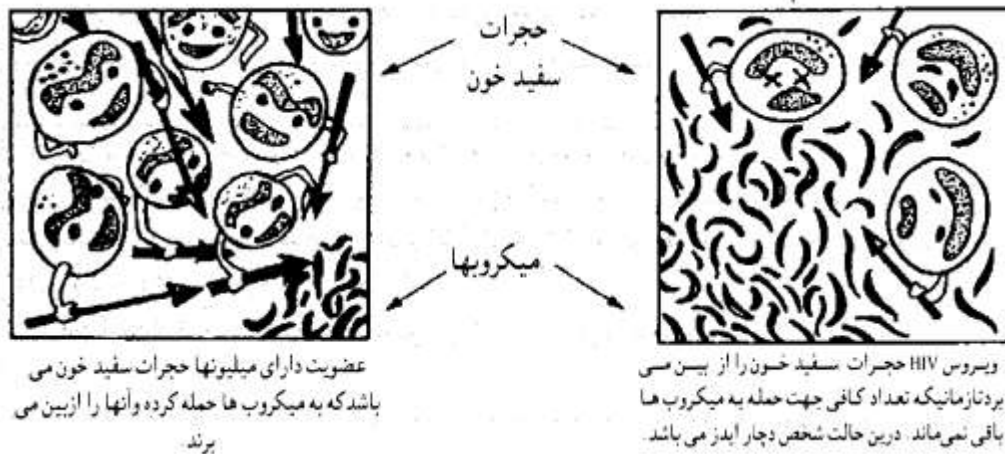 حجرات
سفید خون
میکروبها
ویروس HIV حجرات سفید خون را از بین می
بردتازمانیکه تعداد کافی جهت حمله به میکروب ها
باقی نمی‌ماند. درین حالت شخص دچار ایدز می باشد.
عضویت دارای میلیونها حجرات سفید خون می
باشدکه به میکروب ها حمله کرده وآنها را ازبین می
برند.